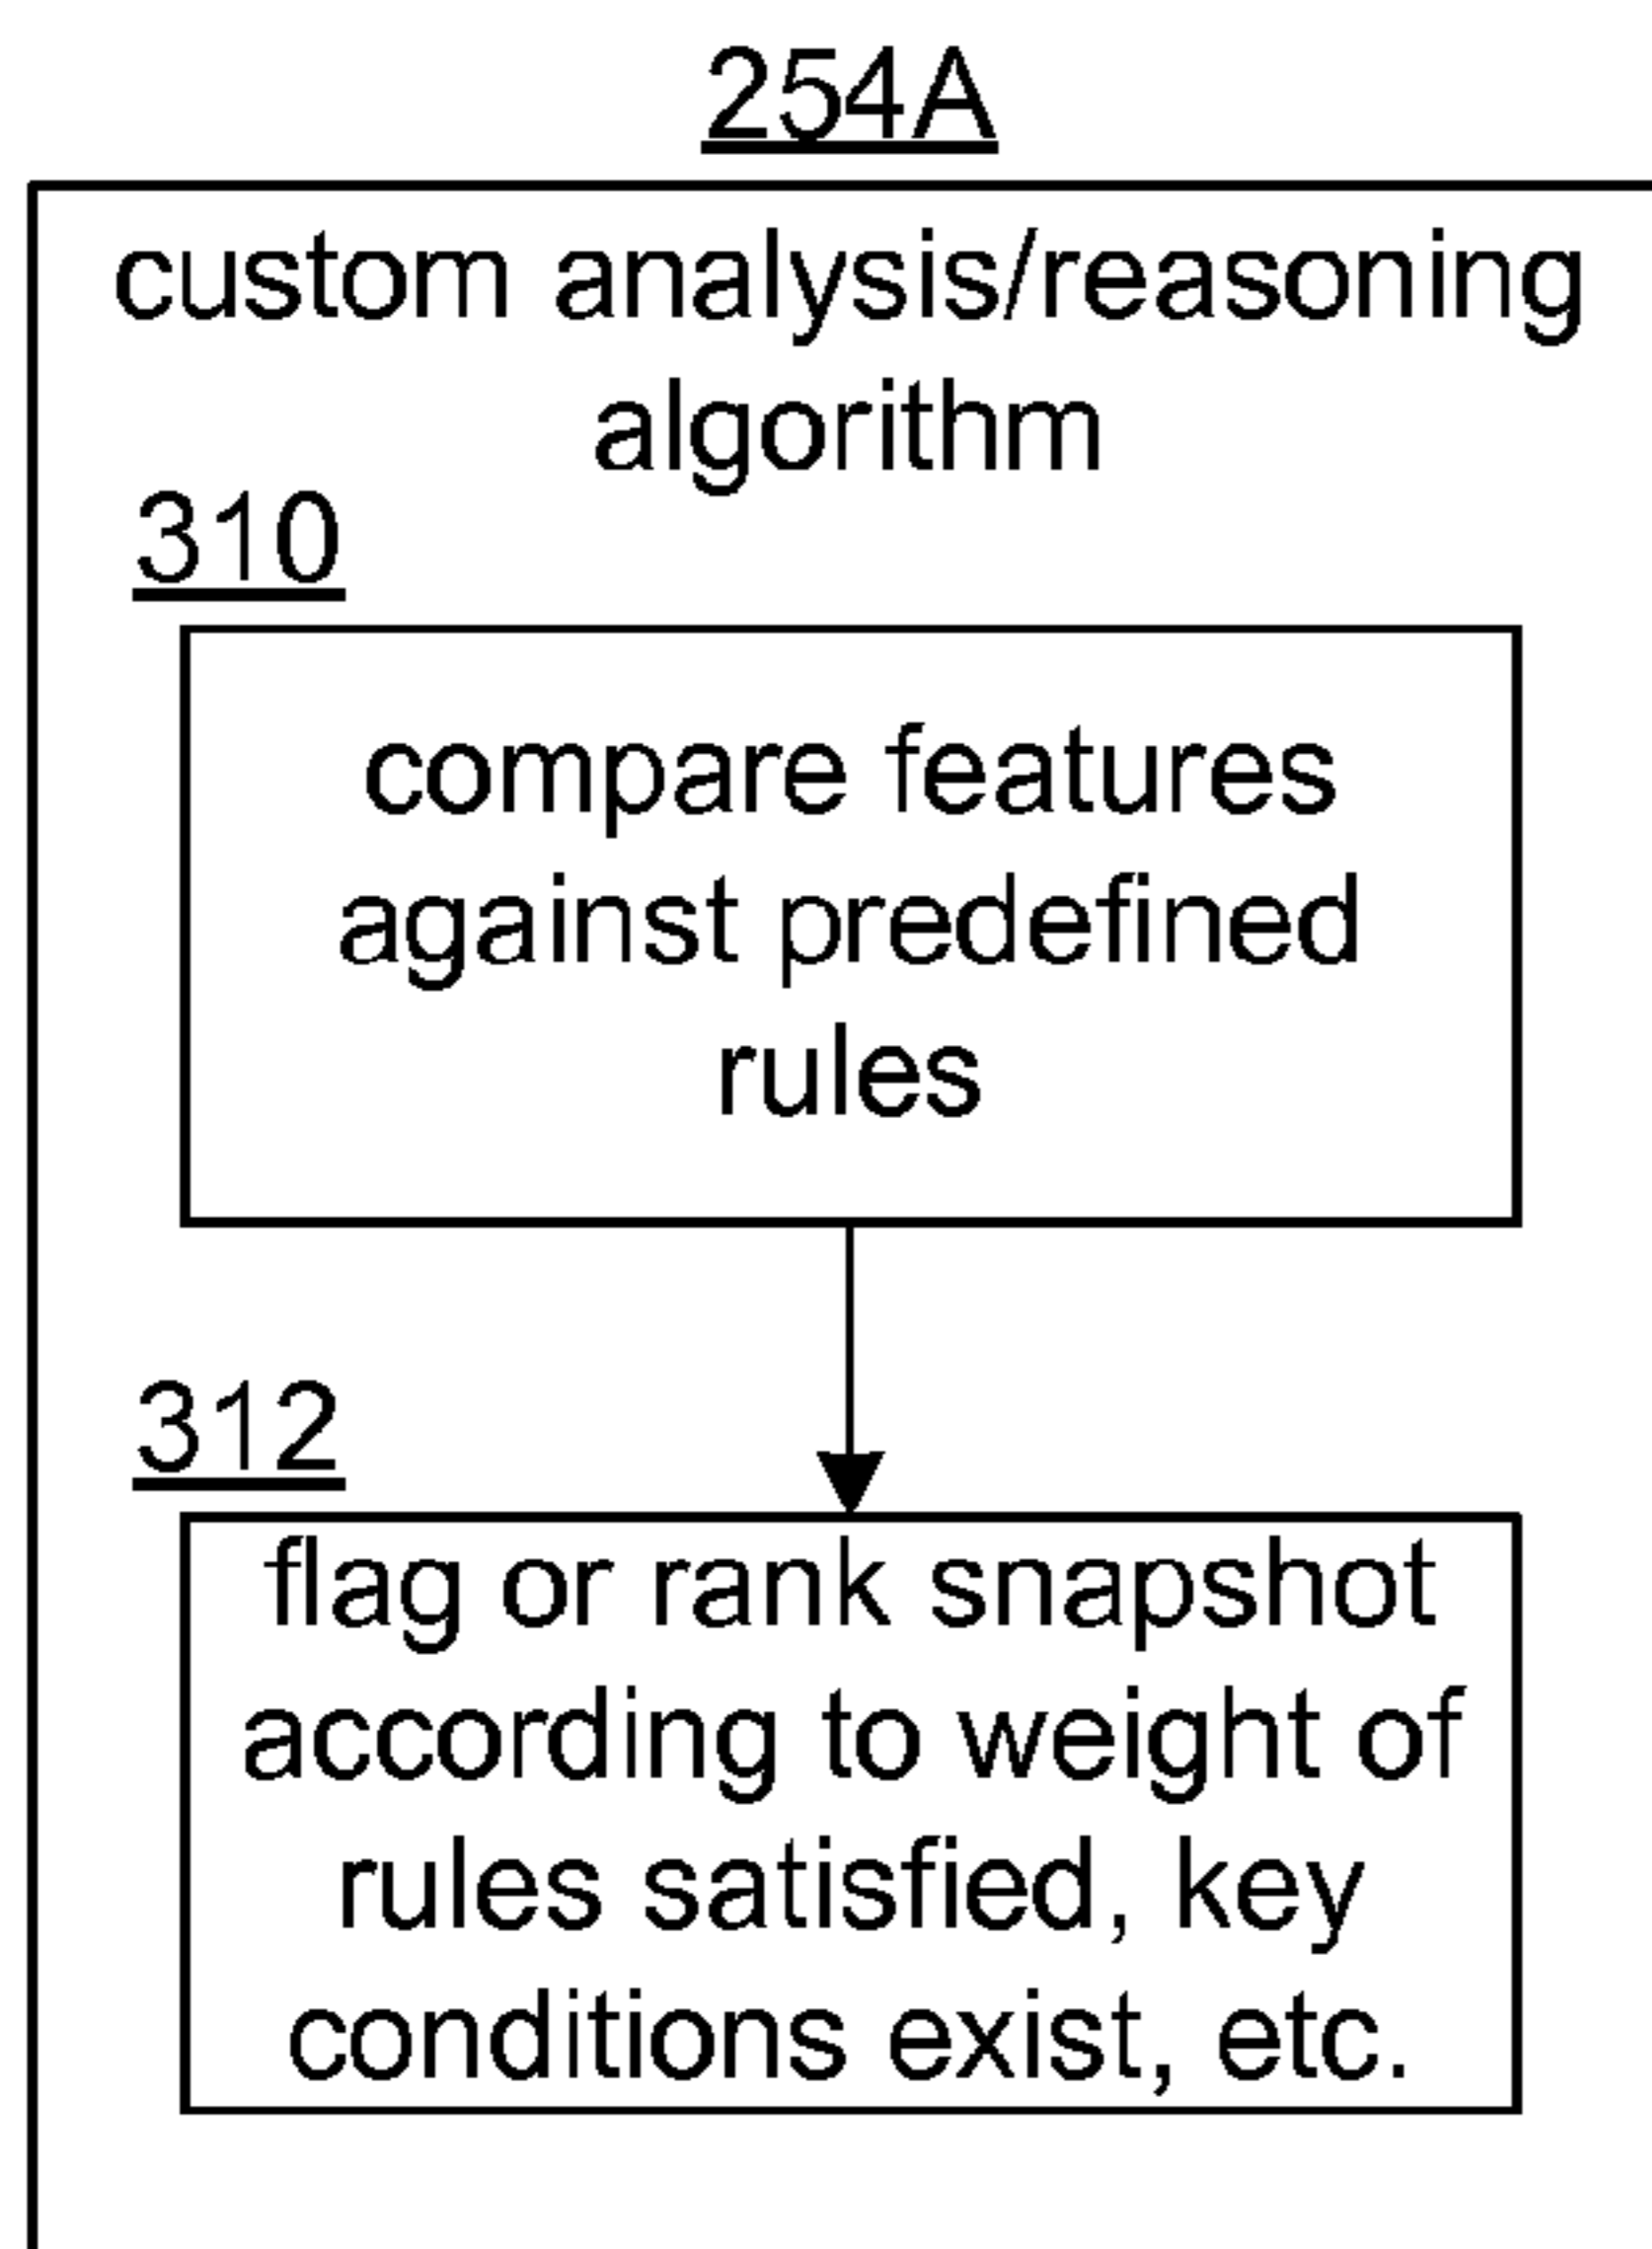 254A
custom analysis/reasoning
algorithm
310
compare features
against predefined
rules
312
flag or rank snapshot
according to weight of
rules satisfied, key
conditions exist, etc.